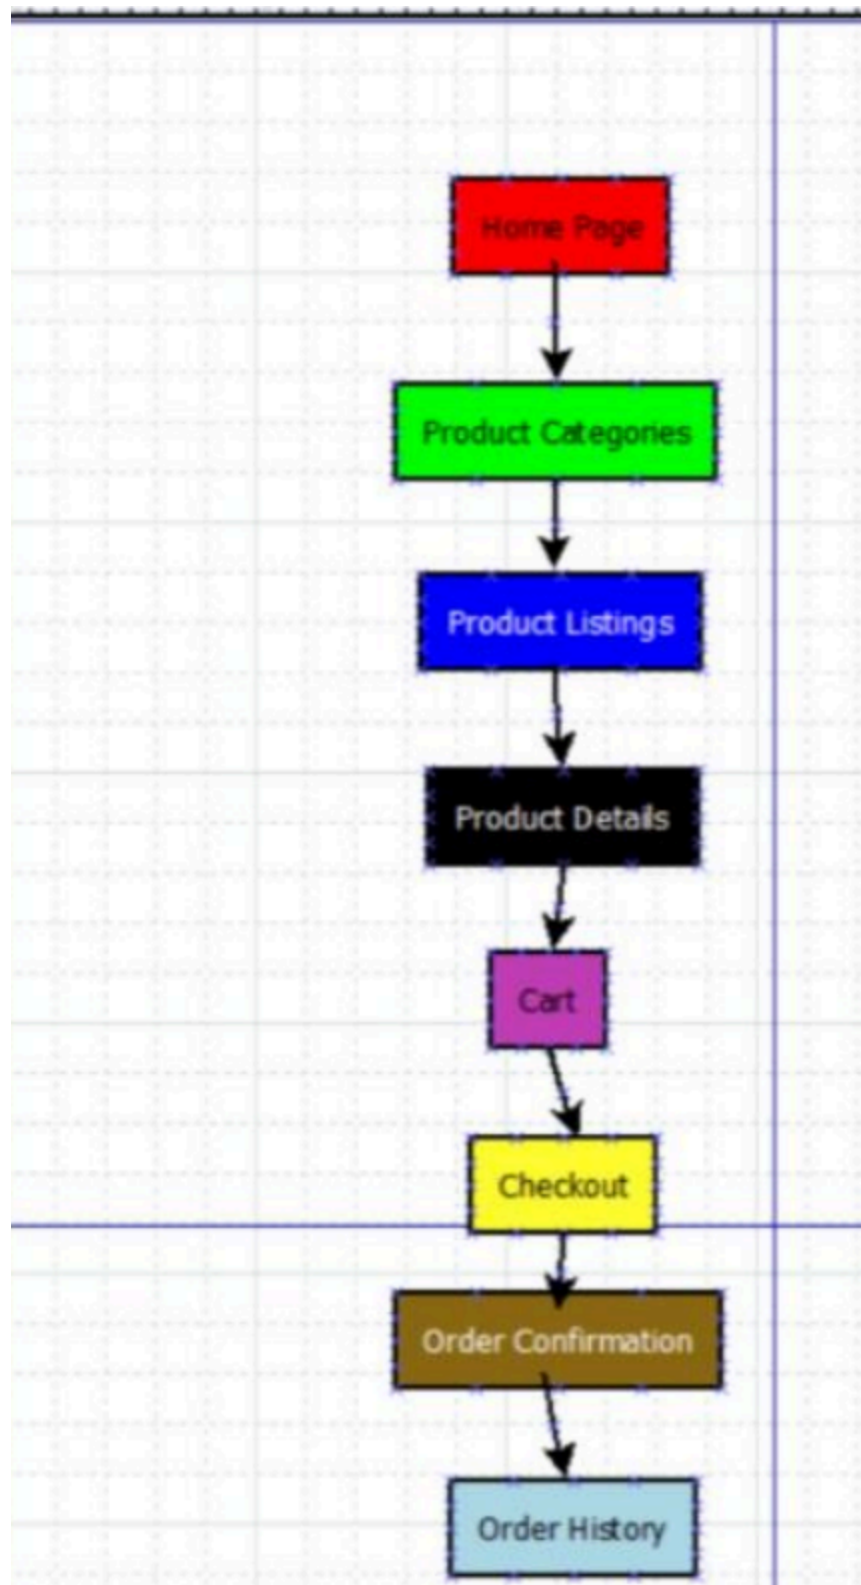 Home Page
Product Categories
Product Listings
Product Details
Cart
Checkout
Order Confirmation
Order History